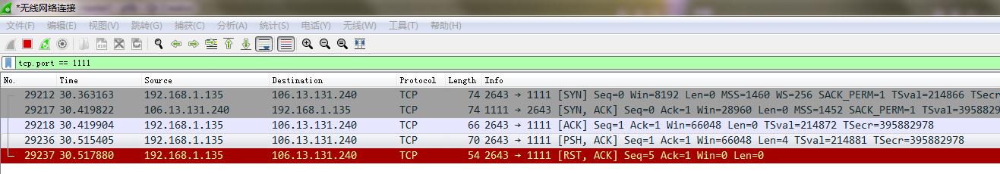 *无线网络连接
文件(F) 编辑(E) 视图(V) 跳转(G) 捕获(C) 分析(A) 统计(S) 电话(Y) 无线(W) 工具(T) 帮助(H)
tcp.port == 1111
No. Time Source Destination Protocol Length Info
29212 30.363163 192.168.1.135 106.13.131.240 TCP 74 2643 → 1111 [SYN] Seq=0 Win=8192 Len=0 MSS=1460 WS=256 SACK_PERM=1 TSval=214866 TSecr
29217 30.419822 106.13.131.240 192.168.1.135 TCP 74 1111 → 2643 [SYN, ACK] Seq=0 Ack=1 Win=28960 Len=0 MSS=1452 SACK_PERM=1 TSval=3958829
29218 30.419904 192.168.1.135 106.13.131.240 TCP 66 2643 → 1111 [ACK] Seq=1 Ack=1 Win=66048 Len=0 TSval=214872 TSecr=395882978
29236 30.515405 192.168.1.135 106.13.131.240 TCP 70 2643 → 1111 [PSH, ACK] Seq=1 Ack=1 Win=66048 Len=4 TSval=214881 TSecr=395882978
29237 30.517880 192.168.1.135 106.13.131.240 TCP 54 2643 → 1111 [RST, ACK] Seq=5 Ack=1 Win=0 Len=0